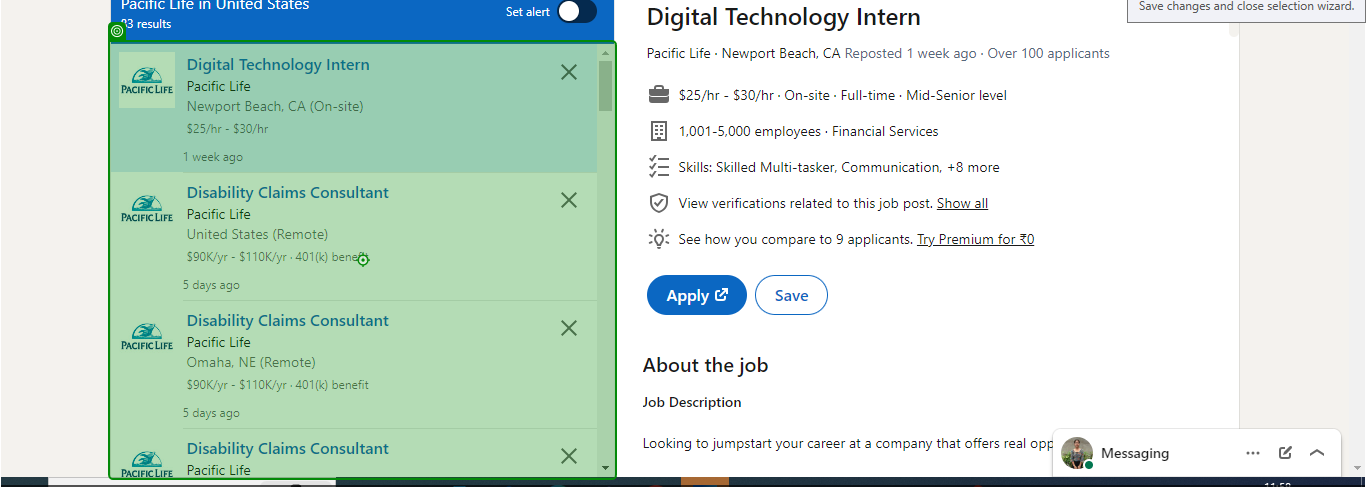 Pacific Life in United States
83 results
Set alert
PACIFIC LIFE
Digital Technology Intern
Pacific Life
Newport Beach, CA (On-site)
$25/hr - $30/hr
1 week ago
PACIFIC LIFE
Disability Claims Consultant
Pacific Life
United States (Remote)
$90K/yr - $110K/yr · 401(k) benefit
5 days ago
PACIFIC LIFE
Disability Claims Consultant
Pacific Life
Omaha, NE (Remote)
$90K/yr - $110K/yr · 401(k) benefit
5 days ago
PACIFIC LIFE
Disability Claims Consultant
Pacific Life
Save changes and close selection wizard.
Digital Technology Intern
Pacific Life · Newport Beach, CA Reposted 1 week ago · Over 100 applicants
$25/hr - $30/hr · On-site · Full-time · Mid-Senior level
1,001-5,000 employees · Financial Services
Skills: Skilled Multi-tasker, Communication, +8 more
View verifications related to this job post. Show all
See how you compare to 9 applicants. Try Premium for ₹0
Apply
Save
About the job
Job Description
Looking to jumpstart your career at a company that offers real opp
Messaging